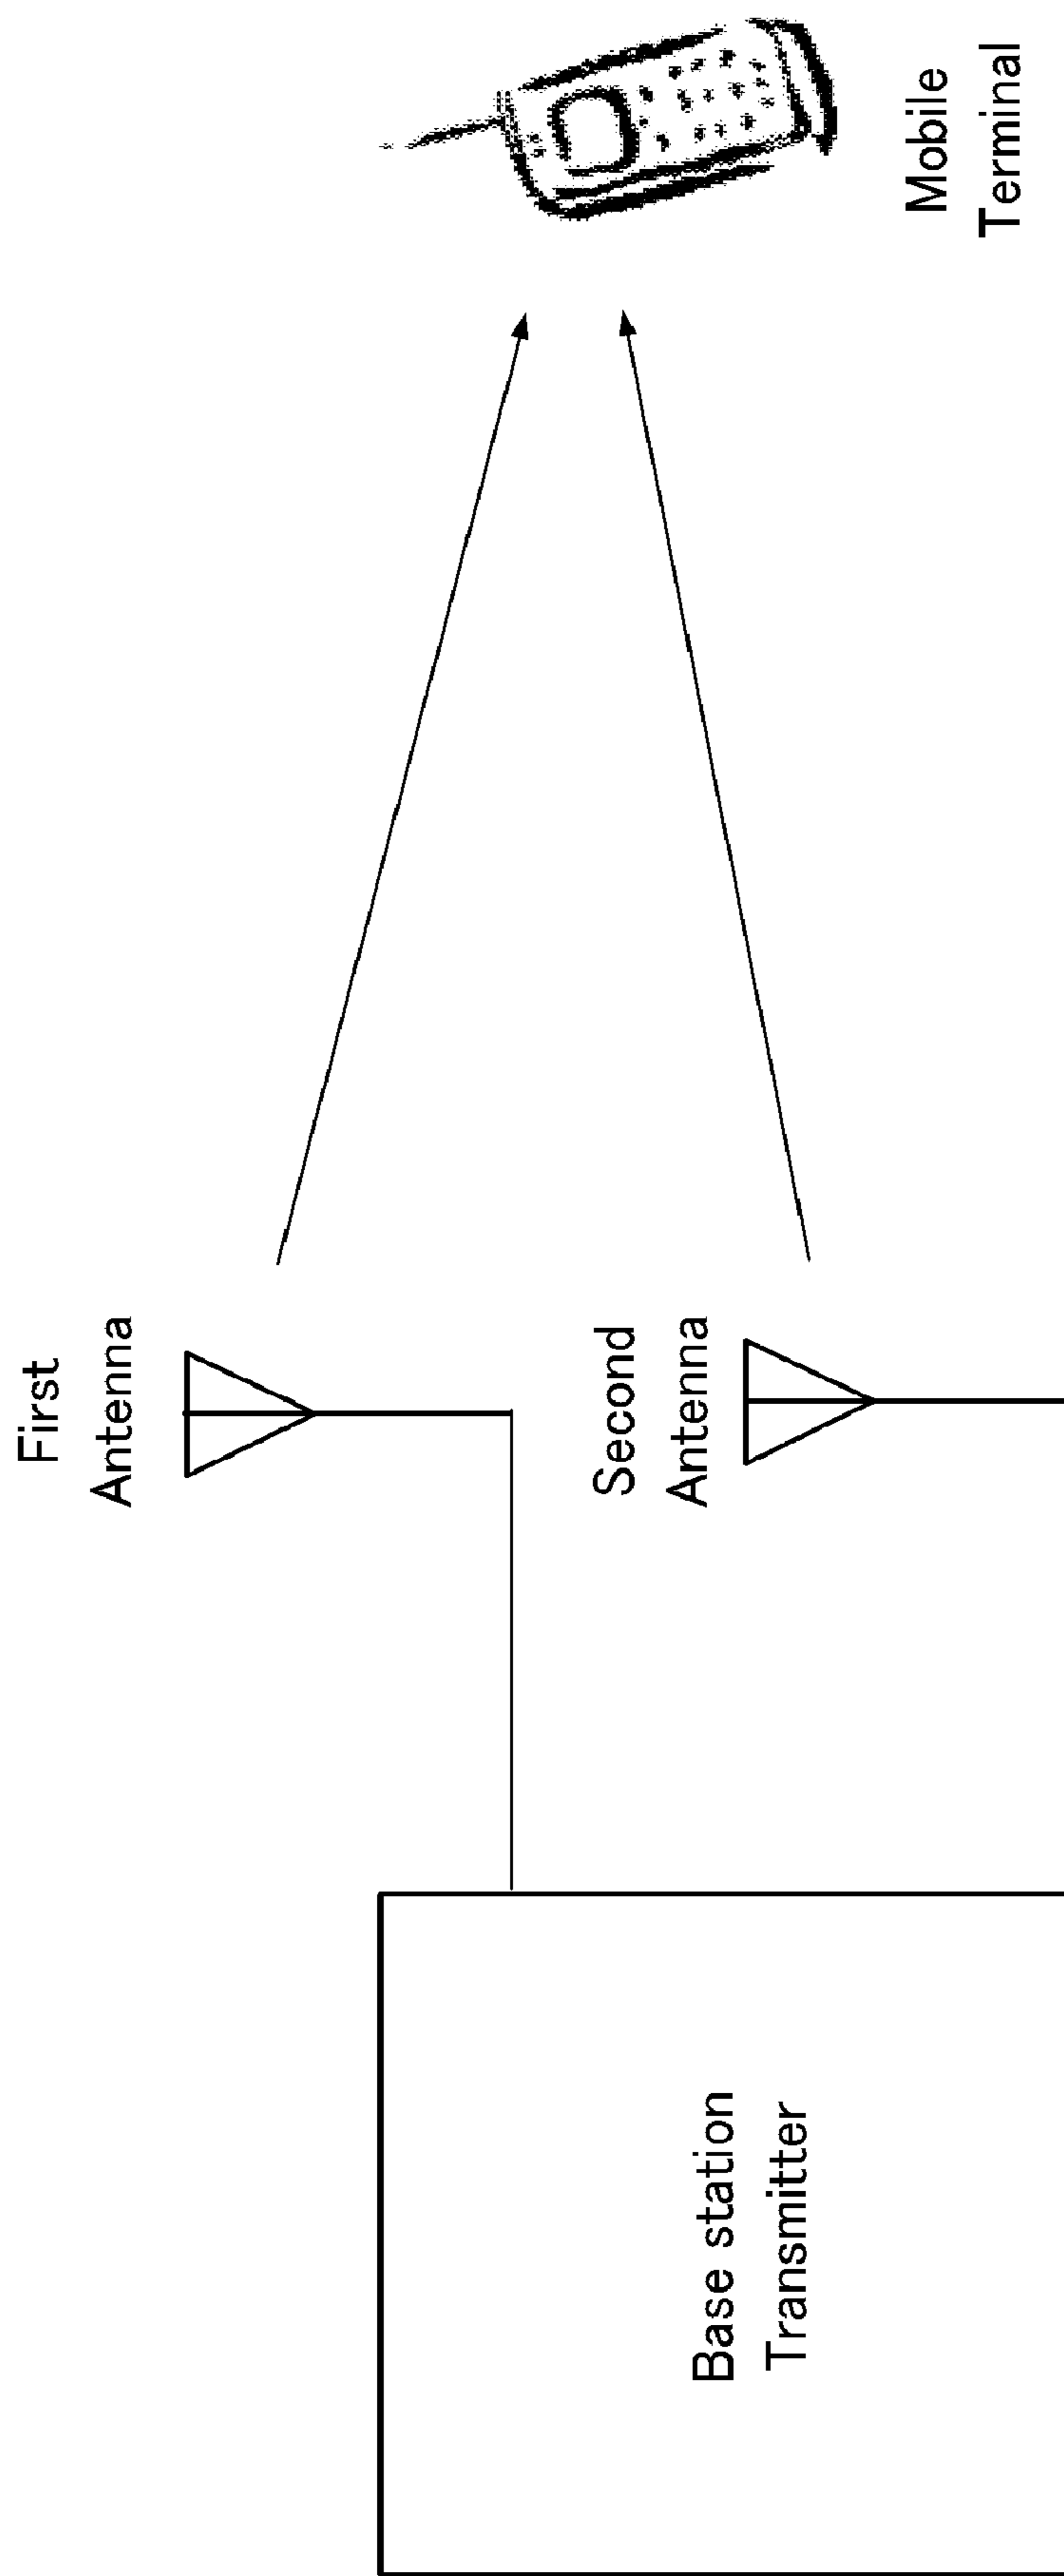 First
Antenna
Second
Antenna
Mobile
Terminal
Base station
Transmitter